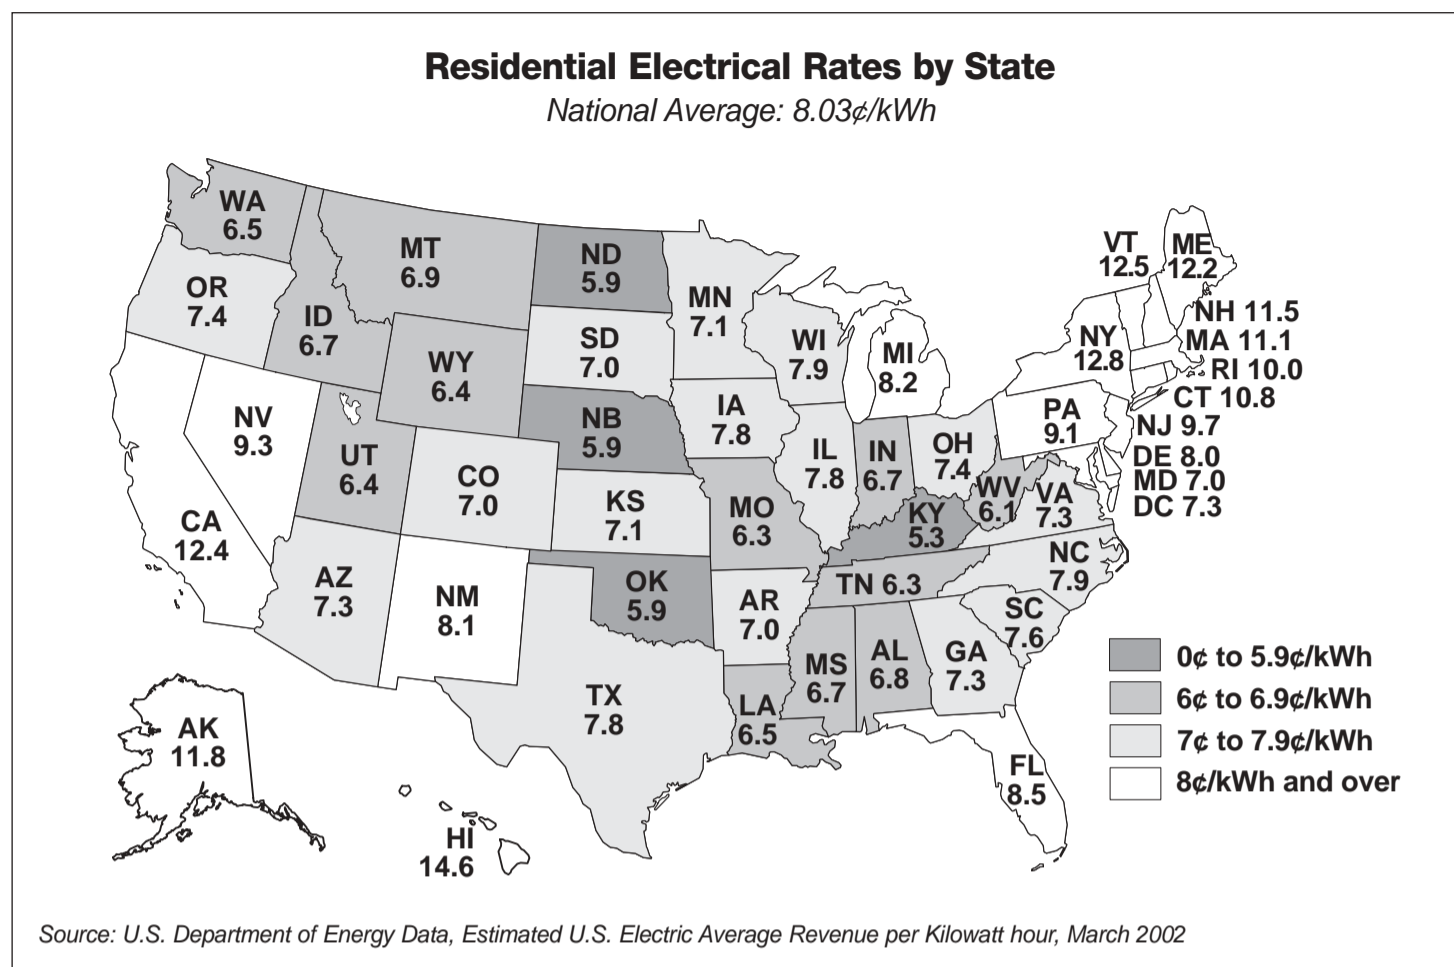 Residential Electrical Rates by State
National Average: 8.03¢/kWh
WA
6.5
MT
6.9
ND
5.9
MN
7.1
VT
12.5
ME
12.2
OR
7.4
ID
6.7
SD
7.0
WI
7.9
MI
8.2
NY
12.8
NH 11.5
MA 11.1
RI 10.0
CT 10.8
NJ 9.7
DE 8.0
MD 7.0
DC 7.3
WY
6.4
NV
9.3
UT
6.4
CO
7.0
NB
5.9
IA
7.8
IL
7.8
IN
6.7
OH
7.4
PA
9.1
CA
12.4
KS
7.1
MO
6.3
KY
5.3
WV
6.1
VA
7.3
AZ
7.3
NM
8.1
OK
5.9
AR
7.0
TN 6.3
NC
7.9
SC
7.6
TX
7.8
LA
6.5
MS
6.7
AL
6.8
GA
7.3
FL
8.5
AK
11.8
HI
14.6
0¢ to 5.9¢/kWh
6¢ to 6.9¢/kWh
7¢ to 7.9¢/kWh
8¢/kWh and over
Source: U.S. Department of Energy Data, Estimated U.S. Electric Average Revenue per Kilowatt hour, March 2002